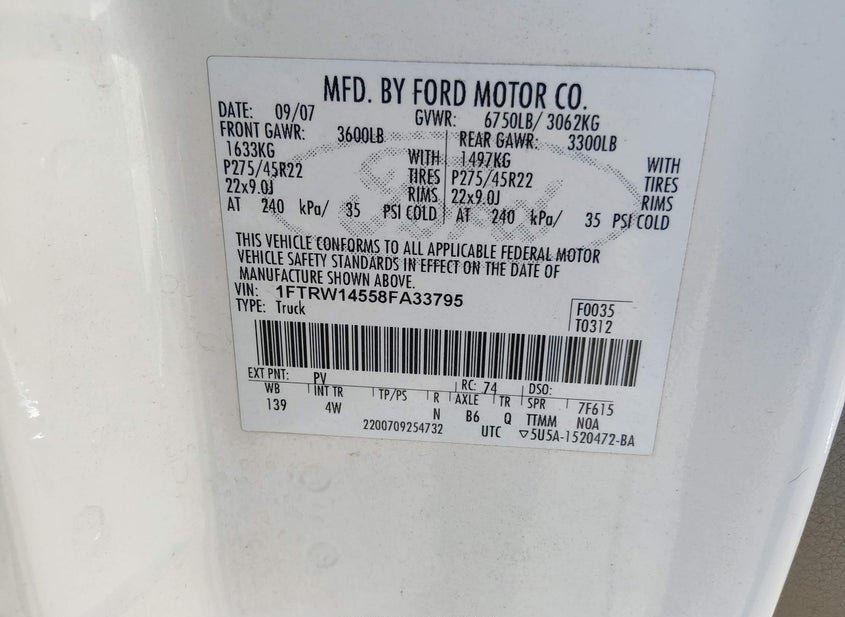 MFD. BY FORD MOTOR CO.
DATE: 09/07 GVWR: 6750LB/ 3062KG
FRONT GAWR: 3600LB REAR GAWR: 3300LB
1633KG WITH 1497KG WITH
P275/45R22 TIRES P275/45R22 TIRES
22x9.0J RIMS 22x9.0J RIMS
AT 240 kPa/ 35 PSI COLD AT 240 kPa/ 35 PSI COLD
Ford
THIS VEHICLE CONFORMS TO ALL APPLICABLE FEDERAL MOTOR
VEHICLE SAFETY STANDARDS IN EFFECT ON THE DATE OF
MANUFACTURE SHOWN ABOVE.
VIN: 1FTRW14558FA33795
TYPE: Truck
F0035
T0312
EXT PNT: PV RC: 74 DSO:
WB INT TR TP/PS R AXLE TR SPR 7F615
139 4W N B6 Q TTMM NOA
2200709254732 UTC ▽5U5A-1520472-BA